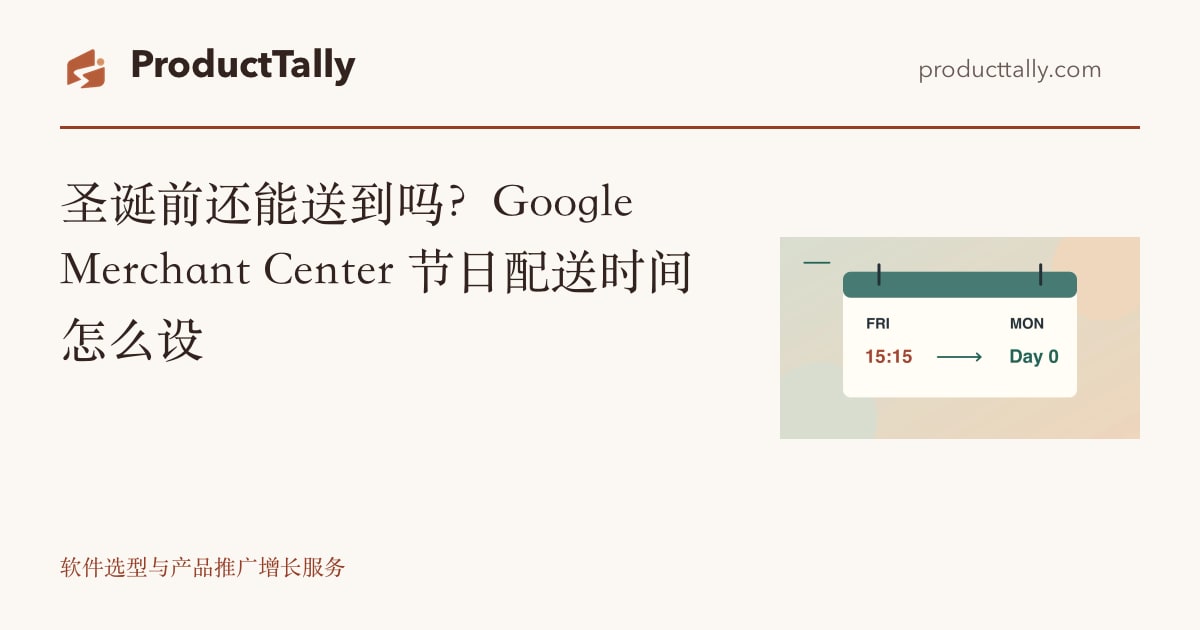 ProductTally
producttally.com
圣诞前还能送到吗？Google
Merchant Center 节日配送时间
怎么设
FRI
MON
15:15
Day 0
软件选型与产品推广增长服务